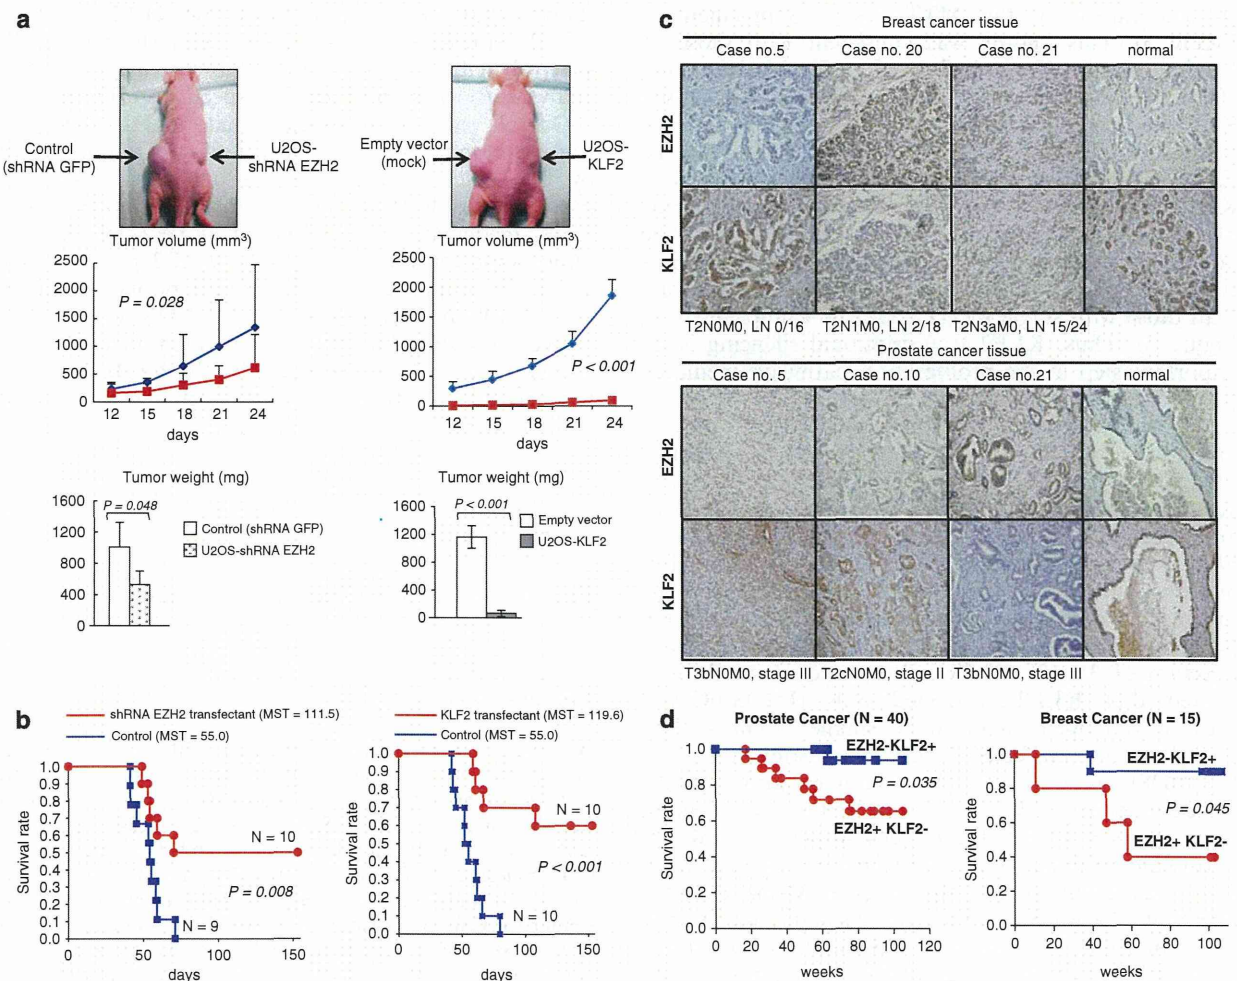 a
Control
(shRNA GFP)
U2OS-
shRNA EZH2
Empty vector
(mock)
U2OS-
KLF2
Tumor volume (mm³)
2500
2000
1500
1000
500
0
P = 0.028
12 15 18 21 24
days
Tumor volume (mm³)
2500
2000
1500
1000
500
0
P < 0.001
12 15 18 21 24
days
Tumor weight (mg)
1600
1200
800
400
0
P = 0.048
Control (shRNA GFP)
U2OS-shRNA EZH2
Tumor weight (mg)
1600
1200
800
400
0
P < 0.001
Empty vector
U2OS-KLF2
b
shRNA EZH2 transfectant (MST = 111.5)
Control (MST = 55.0)
Survival rate
1.0
0.9
0.8
0.7
0.6
0.5
0.4
0.3
0.2
0.1
0.0
N = 10
P = 0.008
N = 9
0 50 100 150
days
KLF2 transfectant (MST = 119.6)
Control (MST = 55.0)
Survival rate
1.0
0.9
0.8
0.7
0.6
0.5
0.4
0.3
0.2
0.1
0.0
N = 10
P < 0.001
N = 10
0 50 100 150
days
c
Breast cancer tissue
Case no.5 Case no. 20 Case no. 21 normal
EZH2
KLF2
T2N0M0, LN 0/16 T2N1M0, LN 2/18 T2N3aM0, LN 15/24
Prostate cancer tissue
Case no. 5 Case no.10 Case no.21 normal
EZH2
KLF2
T3bN0M0, stage III T2cN0M0, stage II T3bN0M0, stage III
d
Prostate Cancer (N = 40)
Survival rate
1.0
0.8
0.6
0.4
0.2
0.0
EZH2-KLF2+
P = 0.035
EZH2+ KLF2-
0 20 40 60 80 100 120
weeks
Breast Cancer (N = 15)
Survival rate
1.0
0.8
0.6
0.4
0.2
0.0
EZH2-KLF2+
P = 0.045
EZH2+ KLF2-
0 20 40 60 80 100
weeks